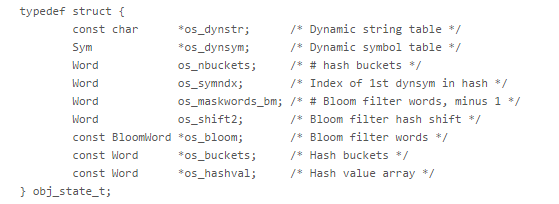 typedef struct {
const char *os_dynstr; /* Dynamic string table */
Sym *os_dynsym; /* Dynamic symbol table */
Word os_nbuckets; /* # hash buckets */
Word os_symndx; /* Index of 1st dynsym in hash */
Word os_maskwords_bm; /* # Bloom filter words, minus 1 */
Word os_shift2; /* Bloom filter hash shift */
const BloomWord *os_bloom; /* Bloom filter words */
const Word *os_buckets; /* Hash buckets */
const Word *os_hashval; /* Hash value array */
} obj_state_t;